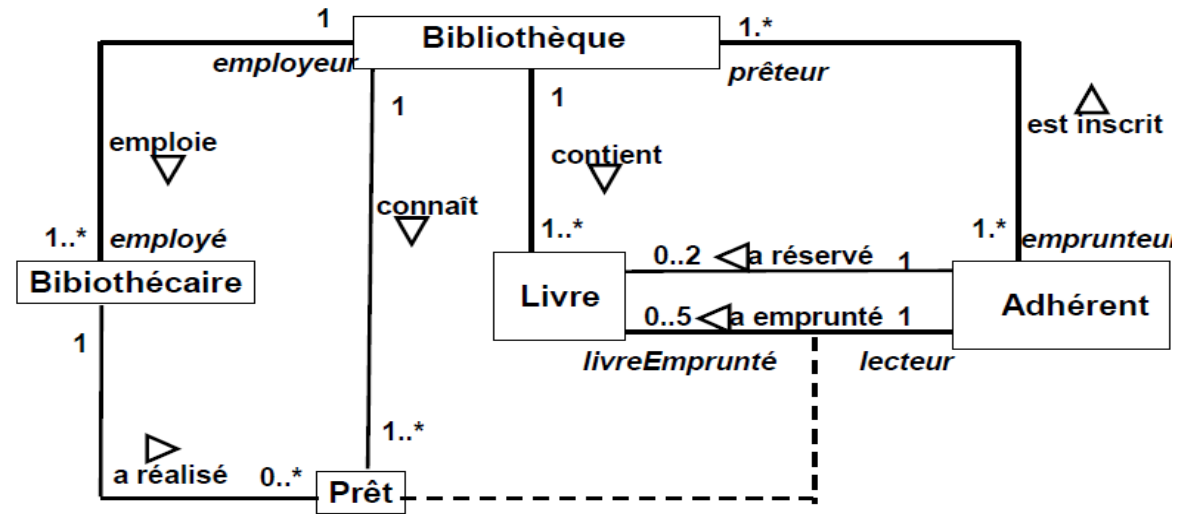 1
Bibliothèque
1.*
employeur
prêteur
1
1
emploie
contient
est inscrit
connaît
1..*
employé
1..*
1.*
emprunteur
0..2
a réservé
1
Bibiothécaire
Livre
Adhérent
0..5
a emprunté
1
1
livreEmprunté
lecteur
1..*
a réalisé
0..*
Prêt